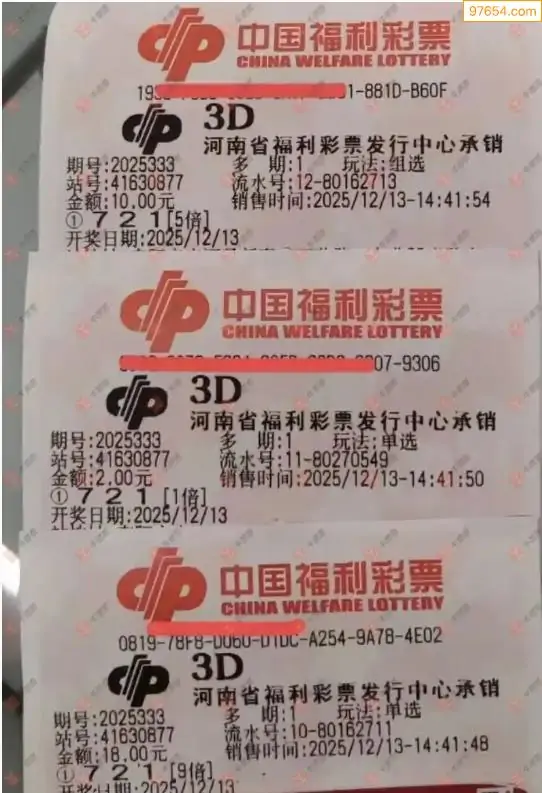 97654.com
中国福利彩票
CHINA WELFARE LOTTERY
-881D-B60F
3D
河南省福利彩票发行中心承销
期号:2025333 多 期:1 玩法:组选
站号:41630877 流水号:12-80162713
金额:10.00元 销售时间:2025/12/13-14:41:54
① 7 2 1 [5倍]
开奖日期:2025/12/13
中国福利彩票
CHINA WELFARE LOTTERY
07-9306
3D
河南省福利彩票发行中心承销
期号:2025333 多 期:1 玩法:单选
站号:41630877 流水号:11-80270549
金额:2.00元 销售时间:2025/12/13-14:41:50
① 7 2 1 [1倍]
开奖日期:2025/12/13
中国福利彩票
CHINA WELFARE LOTTERY
0819-78F8-D060-D1DC-A254-9A78-4E02
3D
河南省福利彩票发行中心承销
期号:2025333 多 期:1 玩法:单选
站号:41630877 流水号:10-80162711
金额:18.00元 销售时间:2025/12/13-14:41:48
① 7 2 1 [9倍]
开奖日期:2025/12/13